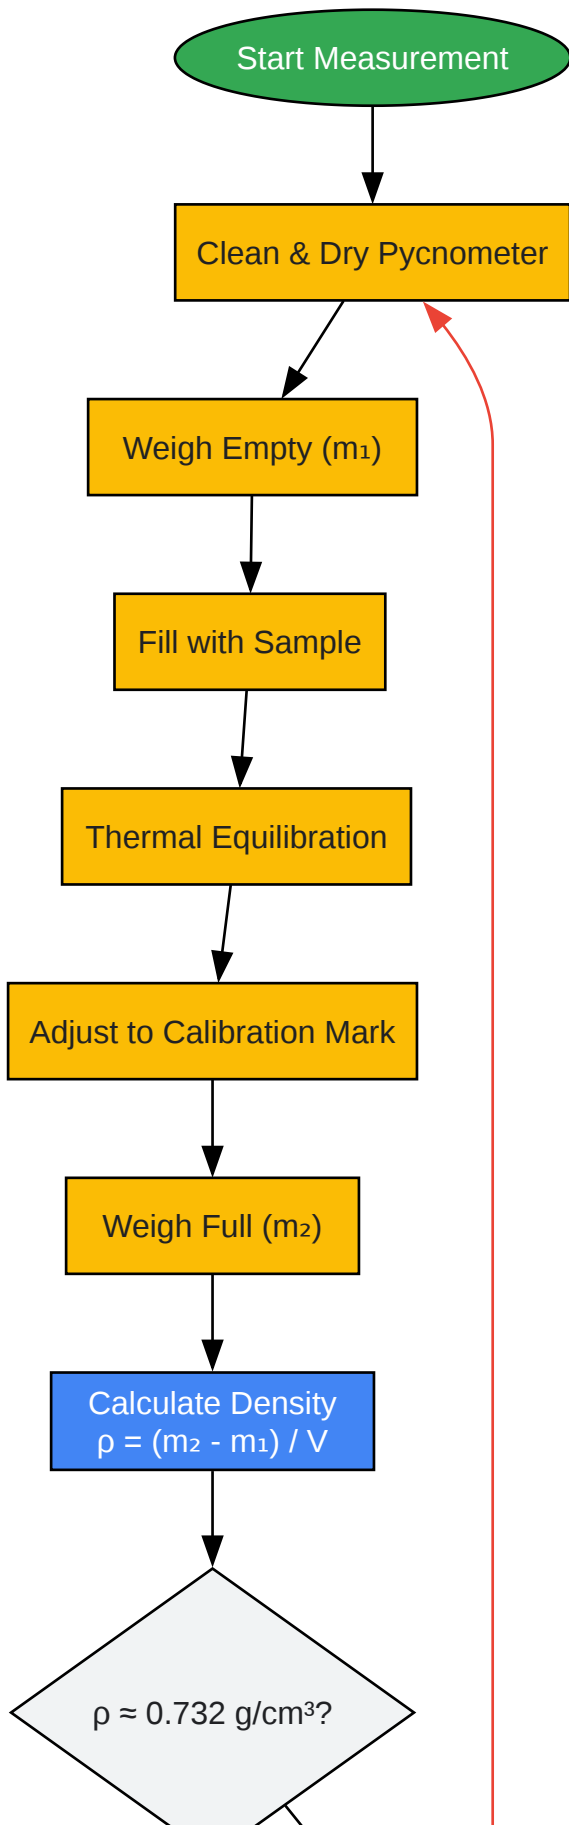 Start Measurement
Clean & Dry Pycnometer
Weigh Empty (m₁)
Fill with Sample
Thermal Equilibration
Adjust to Calibration Mark
Weigh Full (m₂)
Calculate Density
ρ = (m₂ - m₁) / V
ρ ≈ 0.732 g/cm³?